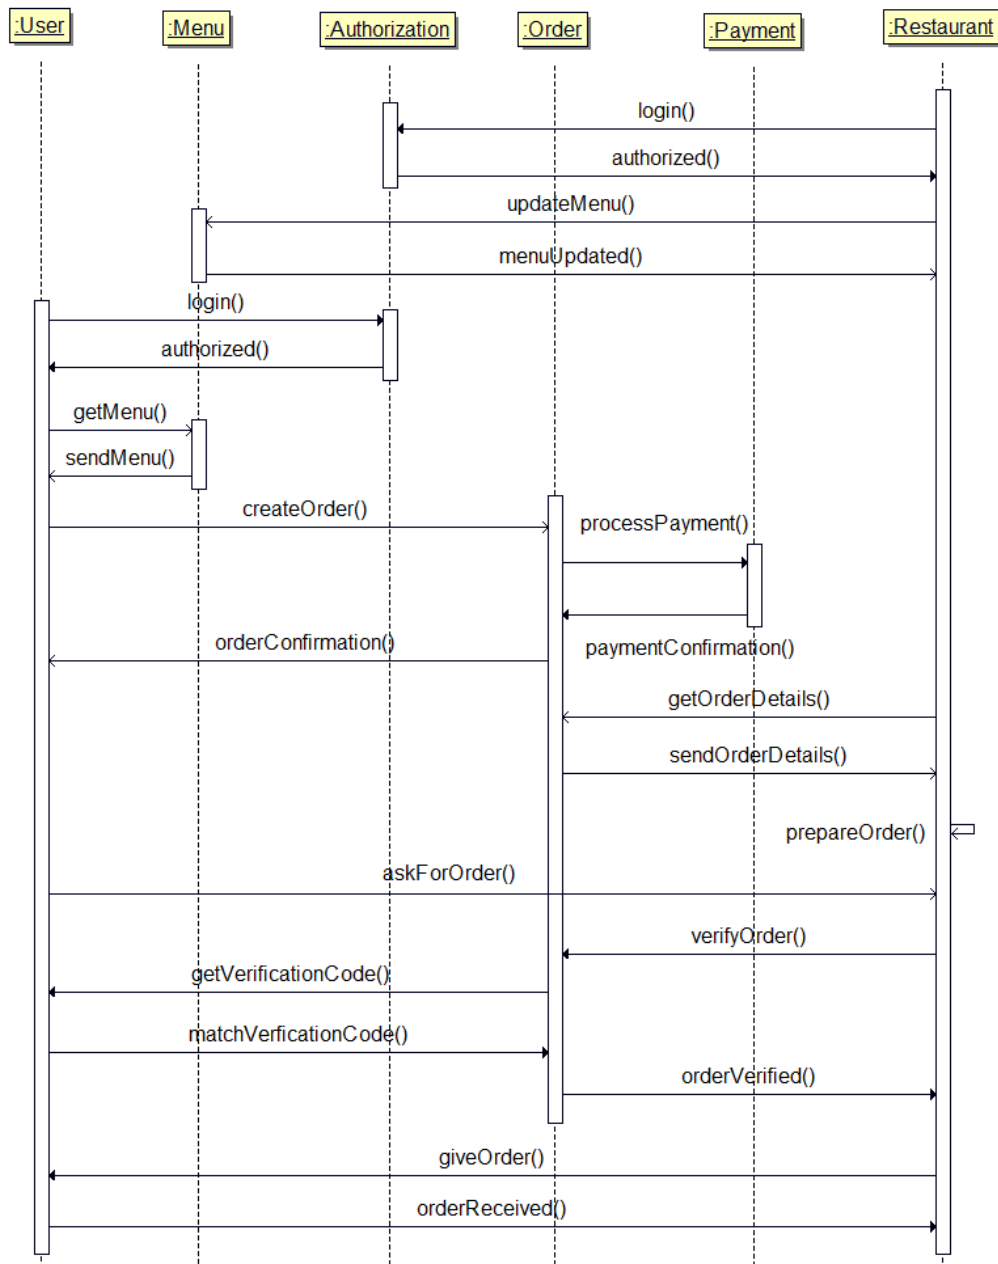 :User
:Menu
:Authorization
:Order
:Payment
:Restaurant
login()
authorized()
updateMenu()
menuUpdated()
login()
authorized()
getMenu()
sendMenu()
createOrder()
processPayment()
orderConfirmation()
paymentConfirmation()
getOrderDetails()
sendOrderDetails()
prepareOrder()
askForOrder()
verifyOrder()
getVerificationCode()
matchVerficationCode()
orderVerified()
giveOrder()
orderReceived()